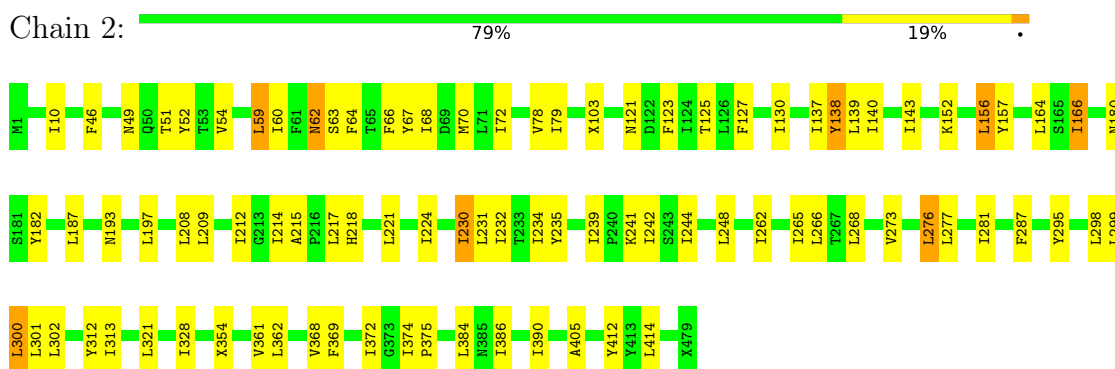 Chain 2:
79% 19% •
M1 I10 F46 N49 Q50 T51 Y52 T53 V54 L59 I60 F61 N62 S63 F64 T65 F66 Y67 I68 D69 M70 L71 I72 V78 I79 X103 N121 D122 F123 I124 T125 L126 F127 I130 I137 Y138 L139 I140 I143 K152 L156 Y157 L164 S165 I166 N180
S181 Y182 L187 N193 L197 L208 L209 I212 G213 I214 A215 P216 L217 H218 L221 I224 I230 L231 I232 T233 I234 Y235 I239 P240 K241 I242 S243 I244 L248 I262 I265 L266 T267 L268 V273 L276 L277 I281 F287 Y295 L298 L299
L300 L301 L302 Y312 I313 L321 I328 X354 V361 L362 V368 F369 I372 G373 I374 P375 L384 N385 I386 I390 A405 Y412 Y413 L414 X479